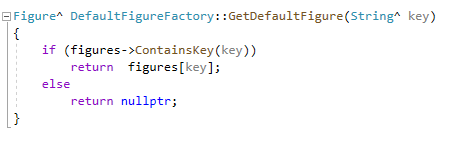 Figure^ DefaultFigureFactory::GetDefaultFigure(String^ key)
{
    if (figures->ContainsKey(key))
        return  figures[key];
    else
        return nullptr;
}